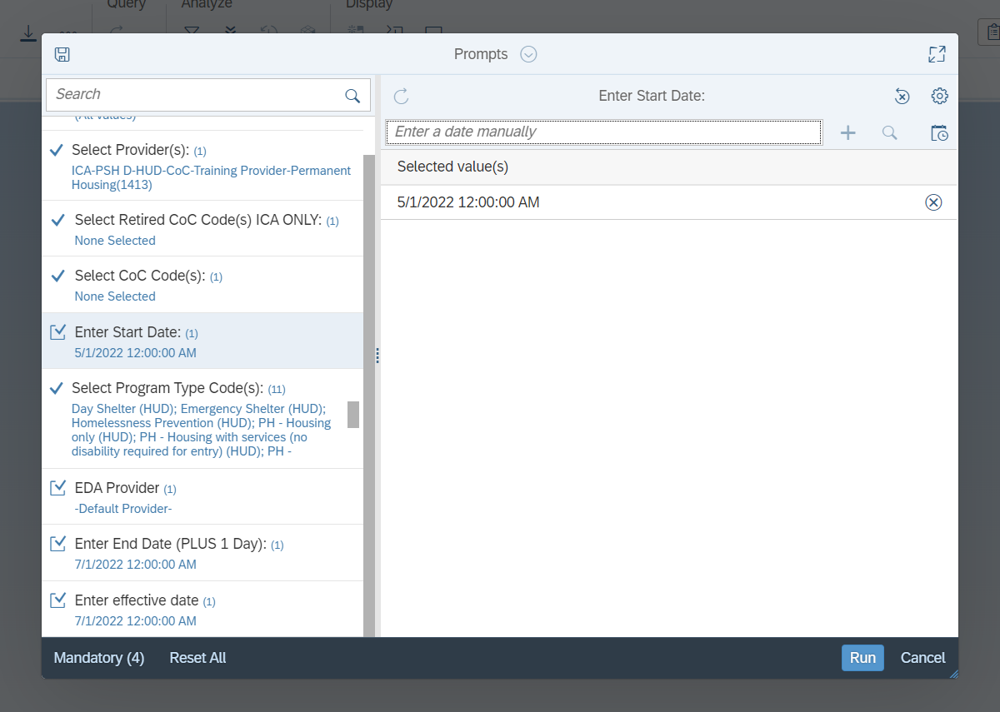 Query
Analyze
Display
Prompts
Search
(All values)
Select Provider(s): (1)
ICA-PSH D-HUD-CoC-Training Provider-Permanent
Housing(1413)
Select Retired CoC Code(s) ICA ONLY: (1)
None Selected
Select CoC Code(s): (1)
None Selected
Enter Start Date: (1)
5/1/2022 12:00:00 AM
Select Program Type Code(s): (11)
Day Shelter (HUD); Emergency Shelter (HUD);
Homelessness Prevention (HUD); PH - Housing
only (HUD); PH - Housing with services (no
disability required for entry) (HUD); PH -
EDA Provider (1)
-Default Provider-
Enter End Date (PLUS 1 Day): (1)
7/1/2022 12:00:00 AM
Enter effective date (1)
7/1/2022 12:00:00 AM
Enter Start Date:
Enter a date manually
Selected value(s)
5/1/2022 12:00:00 AM
Mandatory (4)
Reset All
Run
Cancel